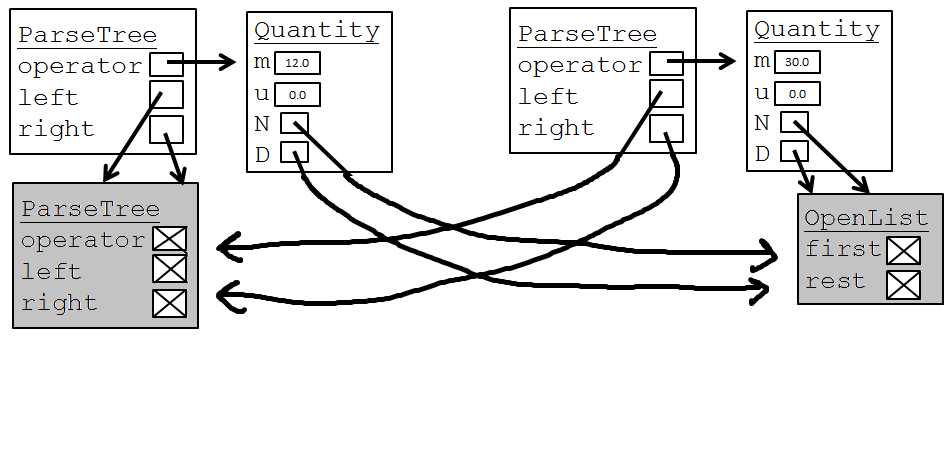 ParseTree
operator
left
right
Quantity
m 12.0
u 0.0
N
D
ParseTree
operator
left
right
Quantity
m 30.0
u 0.0
N
D
ParseTree
operator
left
right
OpenList
first
rest